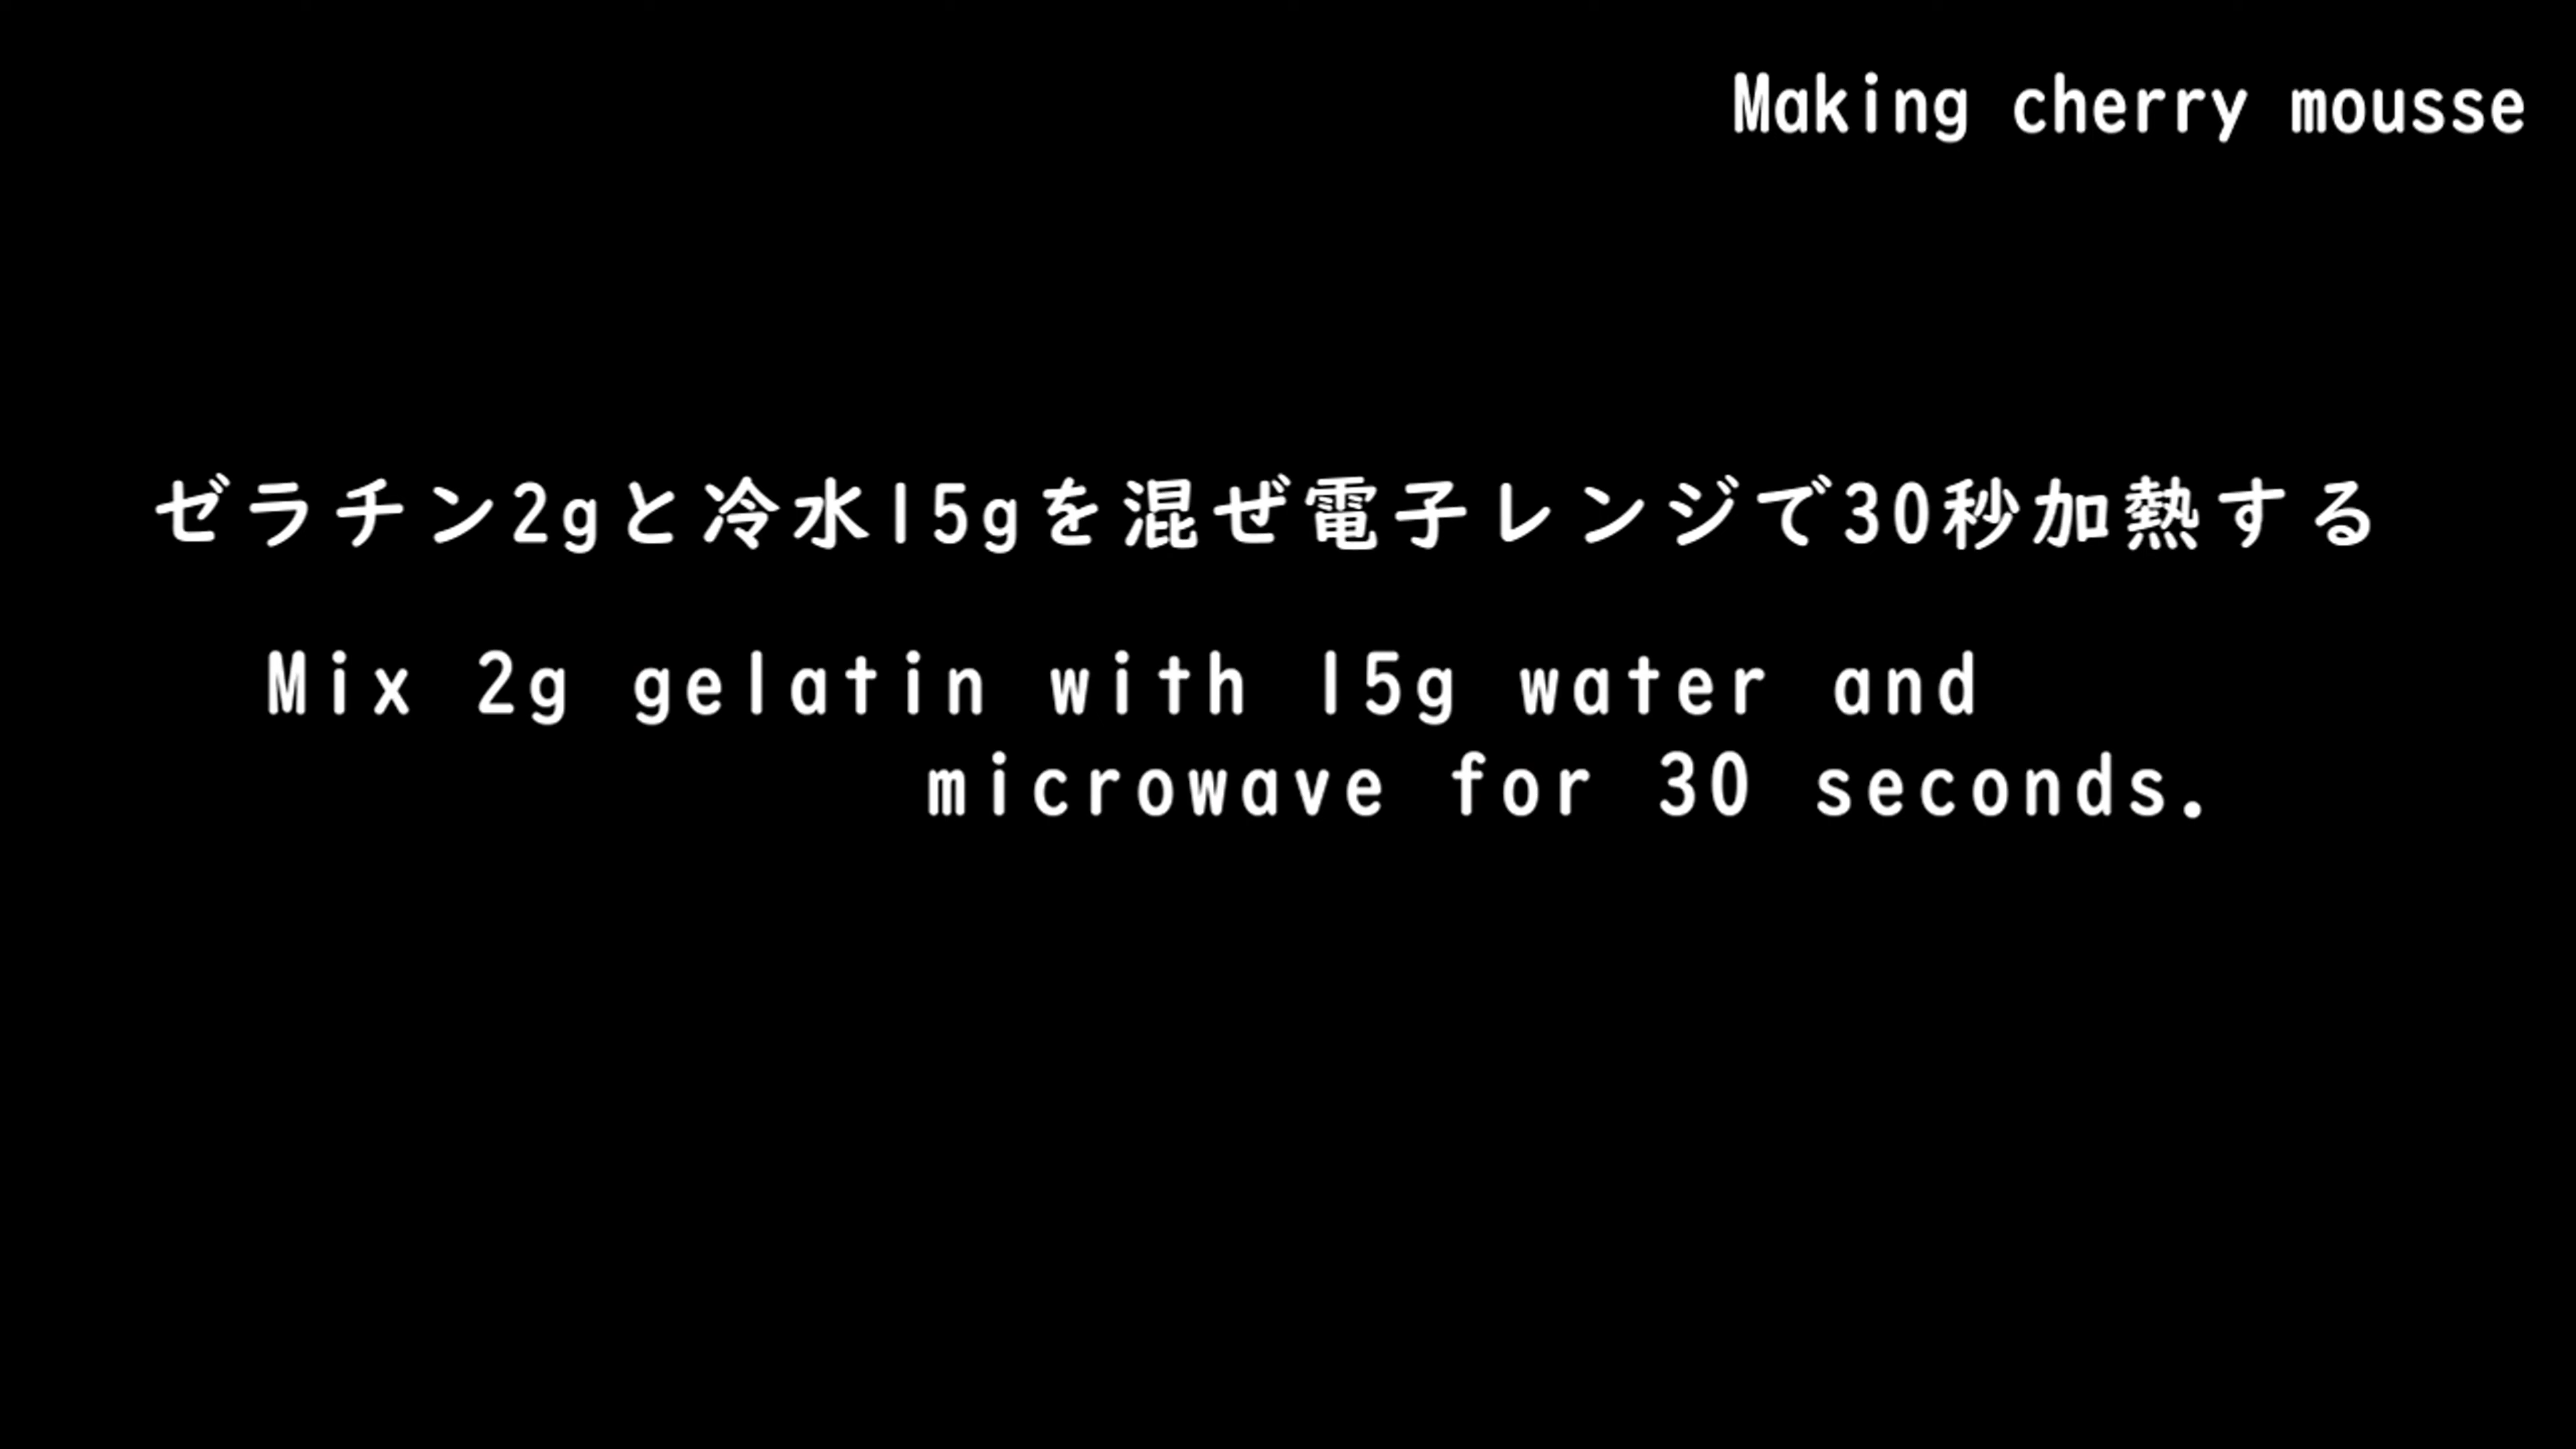 Making cherry mousse
ゼラチン2gと冷水15gを混ぜ電子レンジで30秒加熱する
Mix 2g gelatin with 15g water and
microwave for 30 seconds.